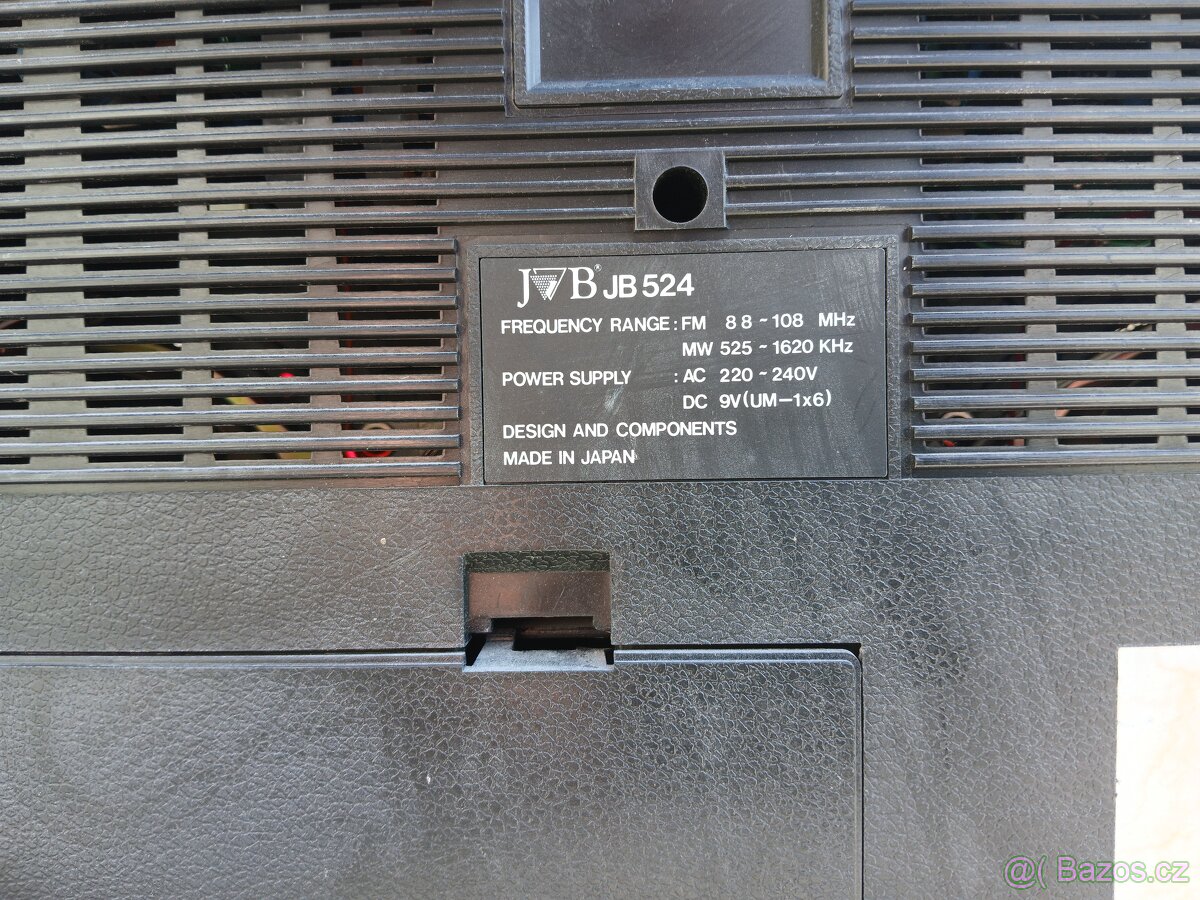 JVB® JB 524
FREQUENCY RANGE : FM 88 ~ 108 MHz
MW 525 ~ 1620 KHz
POWER SUPPLY : AC 220 ~ 240V
DC 9V (UM-1x6)
DESIGN AND COMPONENTS
MADE IN JAPAN
@( Bazos.cz